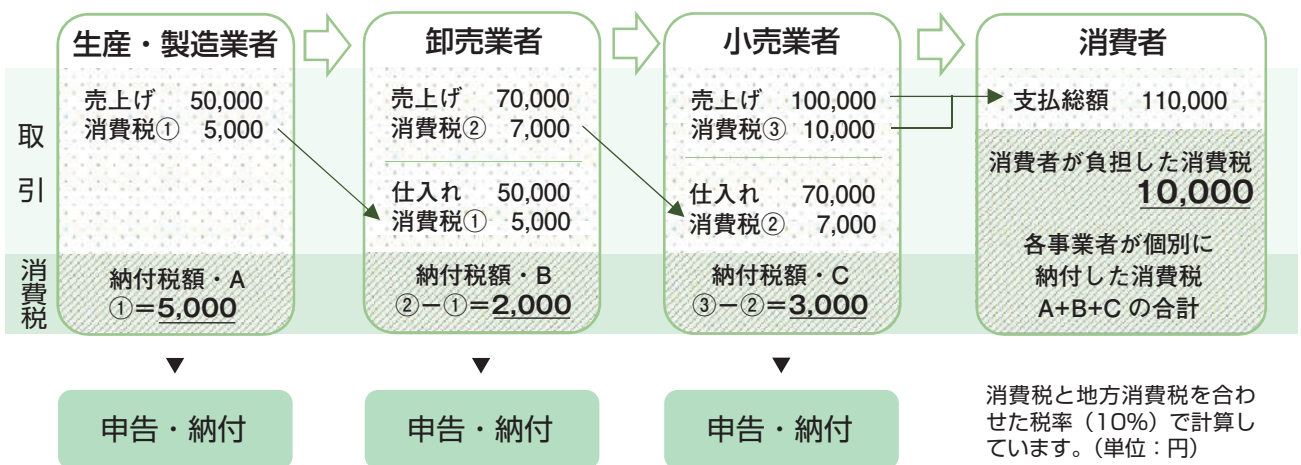 生産・製造業者
卸売業者
小売業者
消費者
取引
売上げ 50,000
消費税① 5,000
売上げ 70,000
消費税② 7,000
仕入れ 50,000
消費税① 5,000
売上げ 100,000
消費税③ 10,000
仕入れ 70,000
消費税② 7,000
支払総額 110,000
消費者が負担した消費税
10,000
各事業者が個別に
納付した消費税
A+B+C の合計
消費税
納付税額・A
①=5,000
納付税額・B
②−①=2,000
納付税額・C
③−②=3,000
▼
▼
▼
申告・納付
申告・納付
申告・納付
消費税と地方消費税を合わ
せた税率（10%）で計算し
ています。（単位：円）